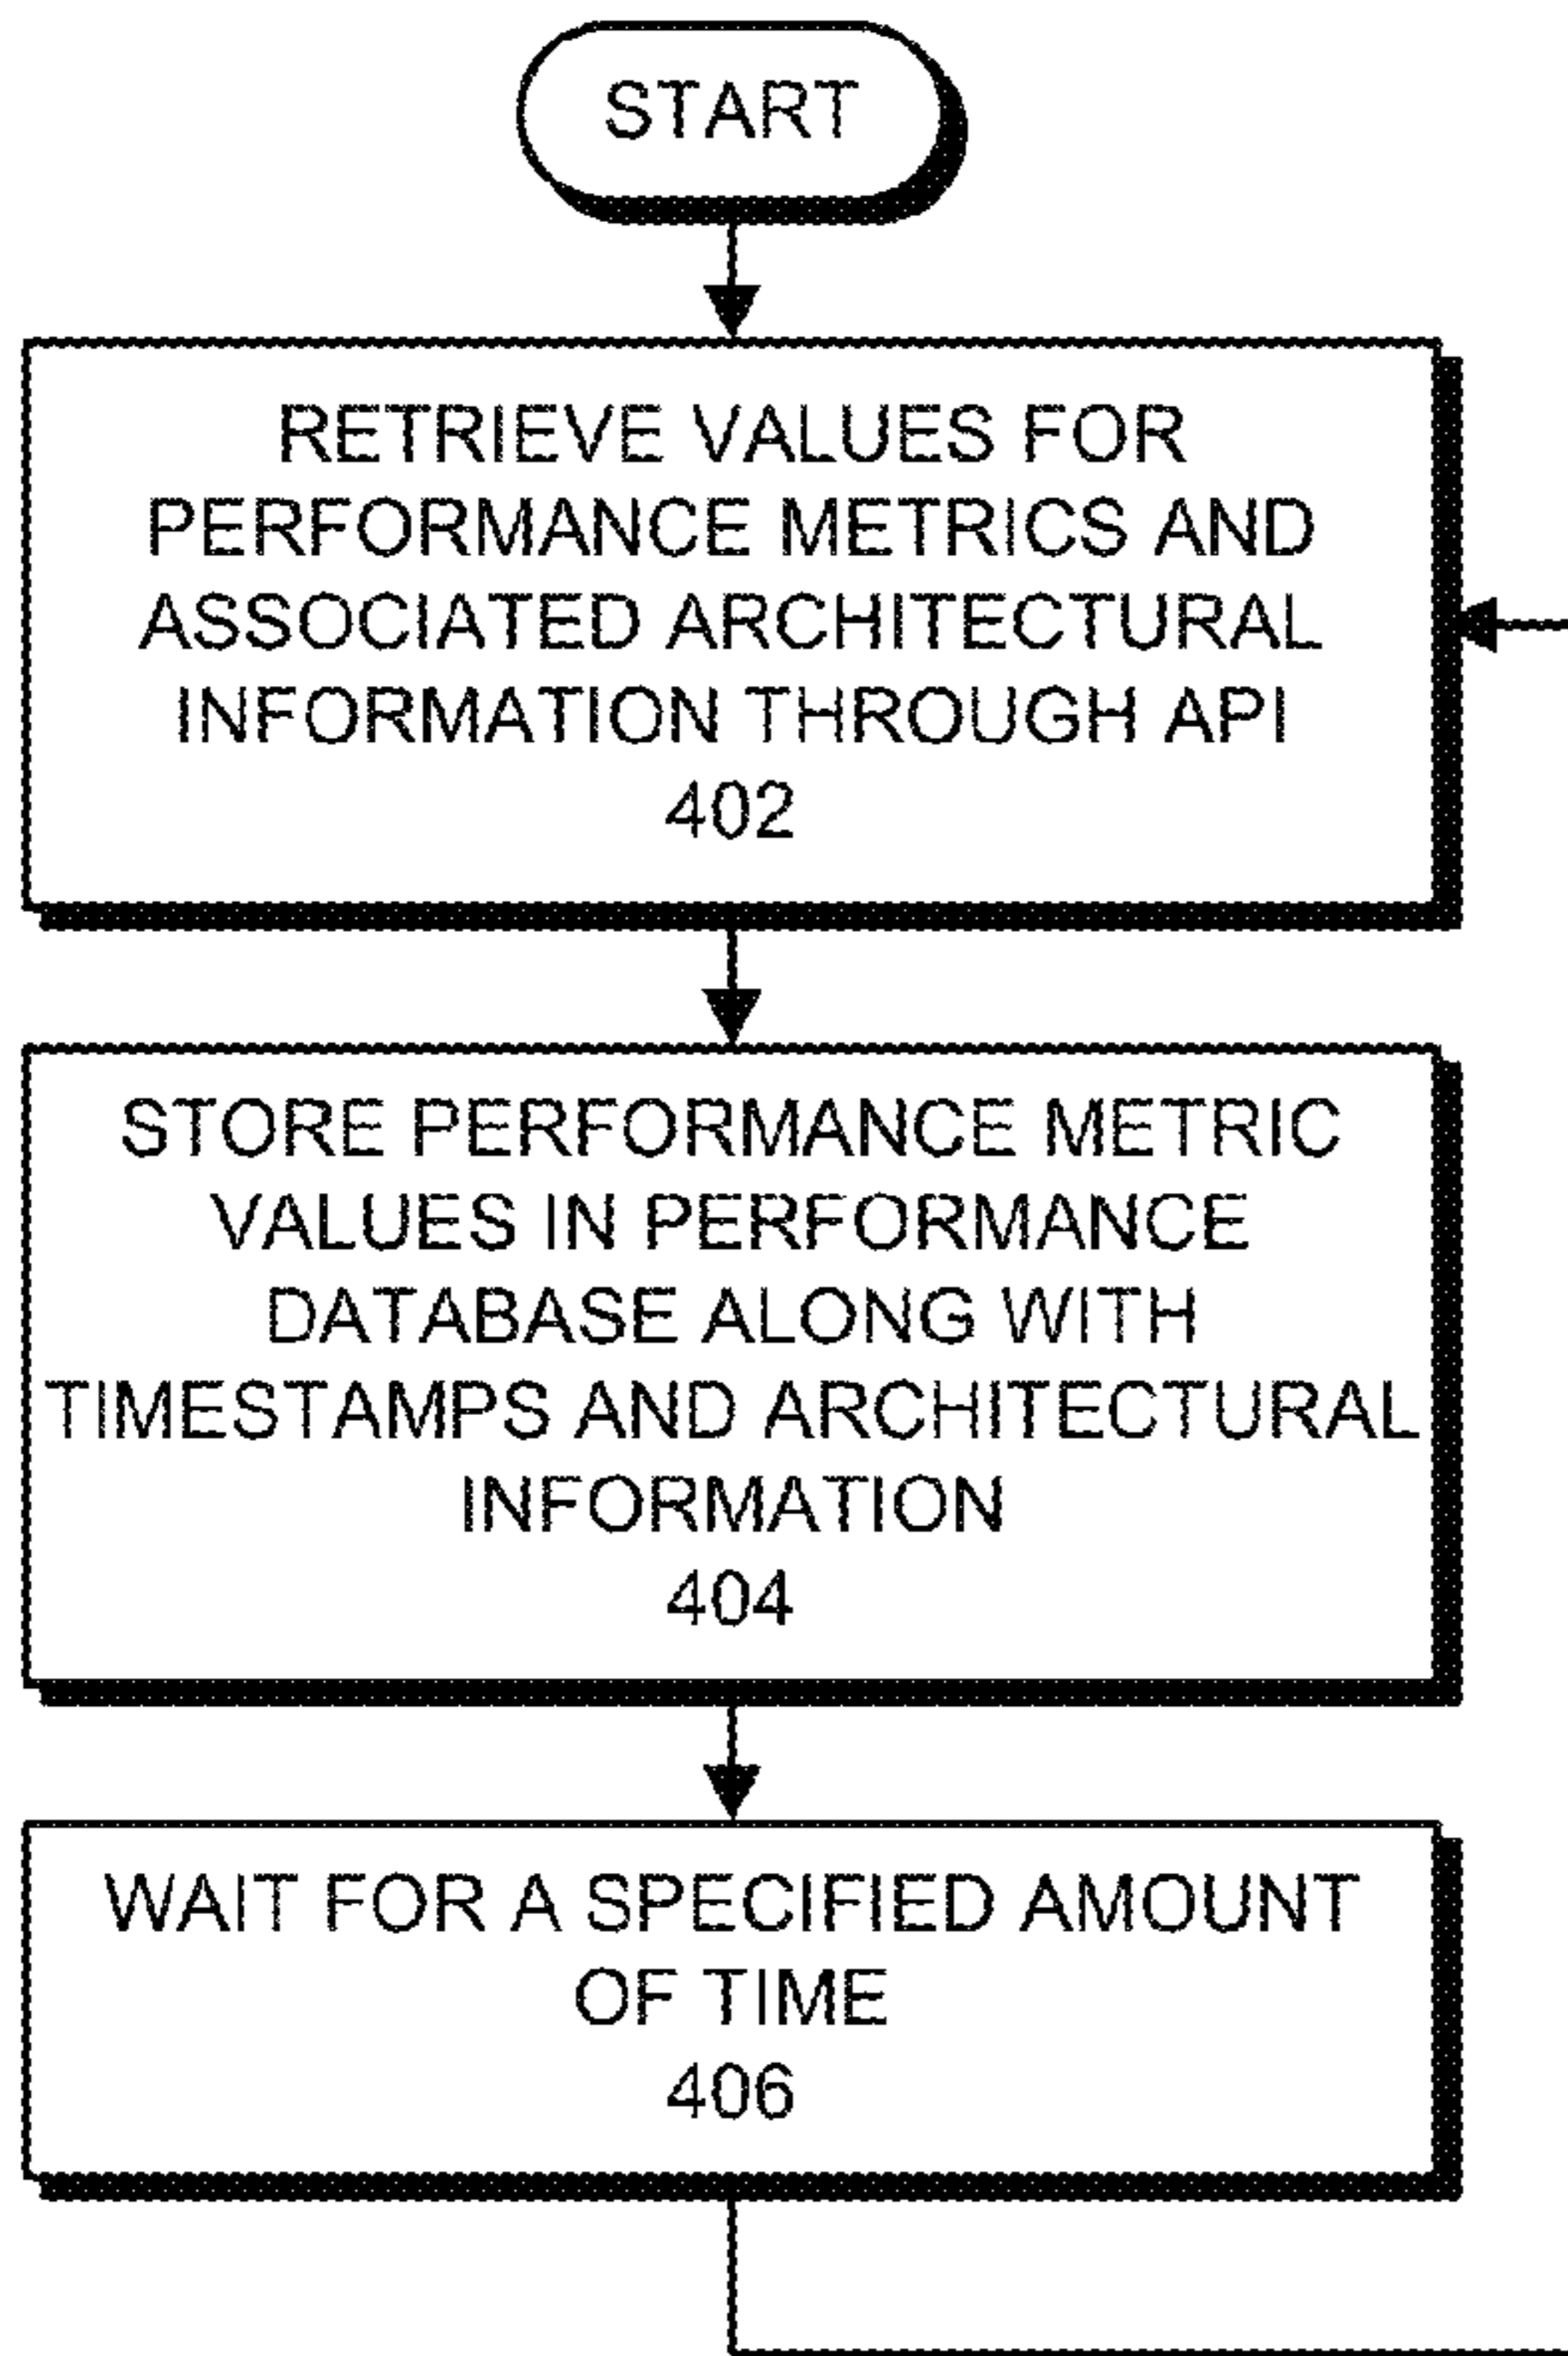 START
RETRIEVE VALUES FOR
PERFORMANCE METRICS AND
ASSOCIATED ARCHITECTURAL
INFORMATION THROUGH API
402
STORE PERFORMANCE METRIC
VALUES IN PERFORMANCE
DATABASE ALONG WITH
TIMESTAMPS AND ARCHITECTURAL
INFORMATION
404
WAIT FOR A SPECIFIED AMOUNT
OF TIME
406